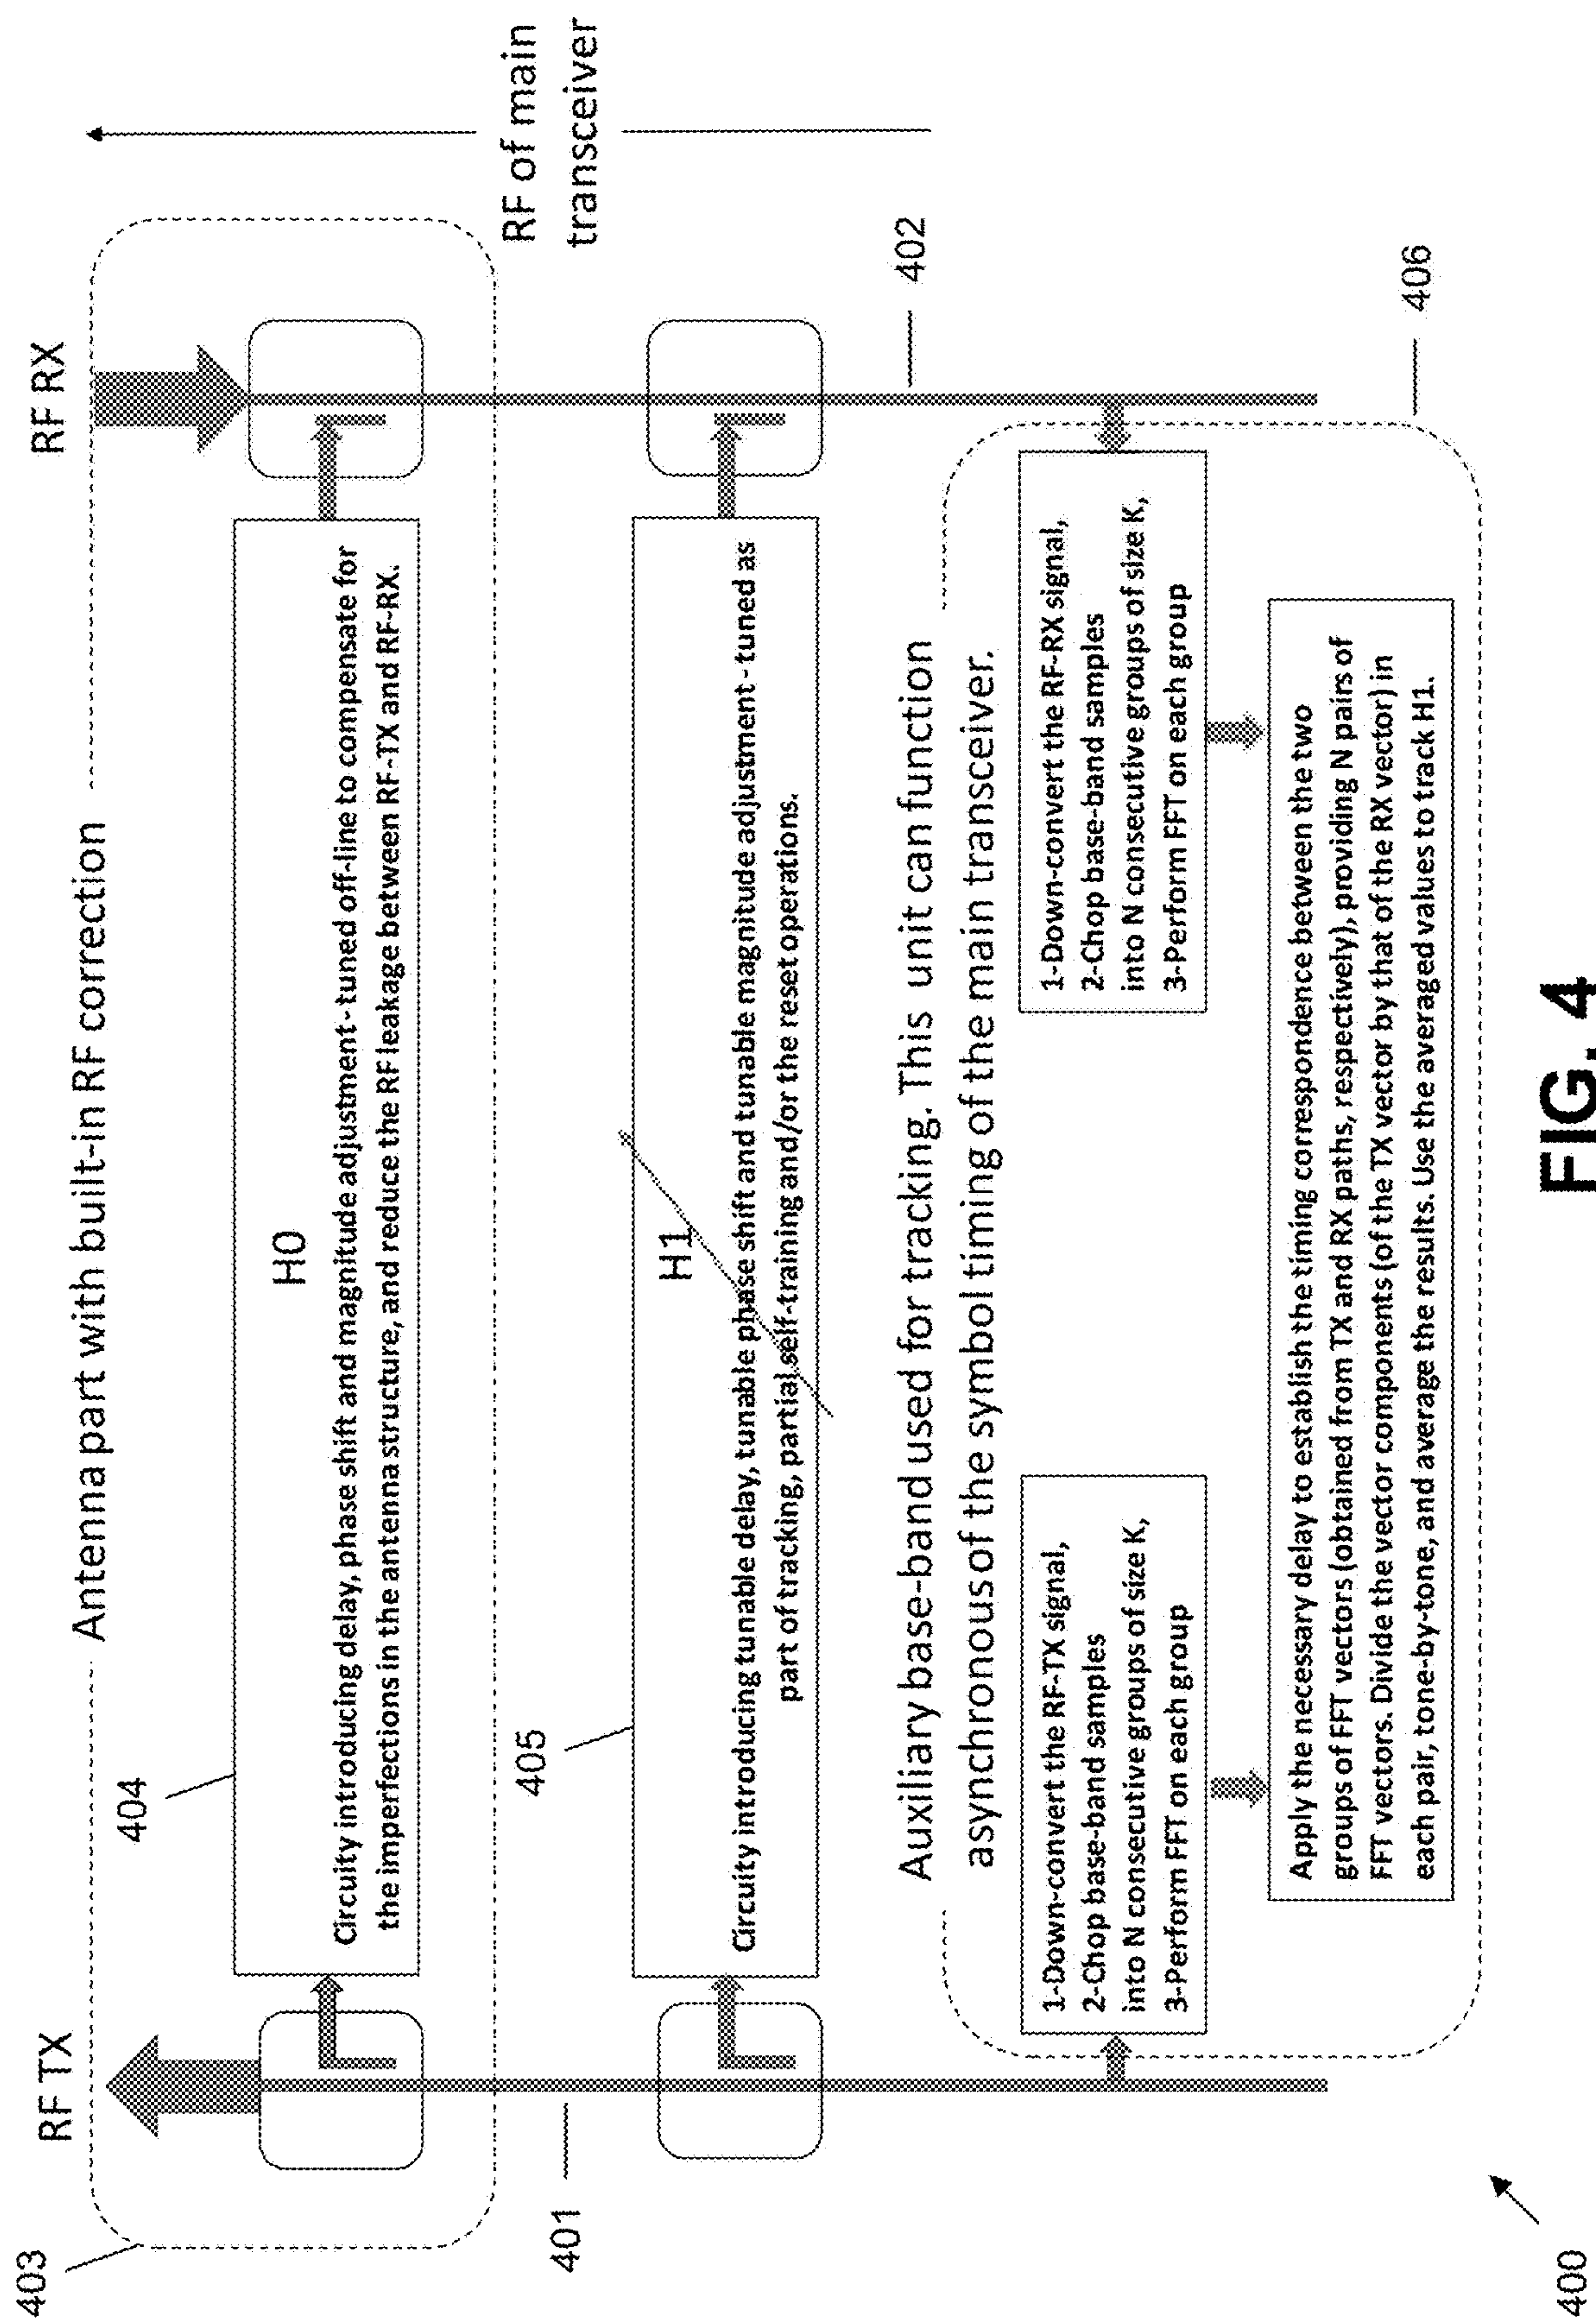 RF TX
RF RX
403
Antenna part with built-in RF correction
404
H0
Circuity introducing delay, phase shift and magnitude adjustment - tuned off-line to compensate for
the imperfections in the antenna structure, and reduce the RF leakage between RF-TX and RF-RX.
RF of main
transceiver
401
405
H1
Circuity introducing tunable delay, tunable phase shift and tunable magnitude adjustment - tuned as
part of tracking, partial self-training and/or the reset operations.
402
Auxiliary base-band used for tracking. This unit can function
asynchronous of the symbol timing of the main transceiver.
1-Down-convert the RF-TX signal,
2-Chop base-band samples
into N consecutive groups of size K,
3-Perform FFT on each group
1-Down-convert the RF-RX signal,
2-Chop base-band samples
into N consecutive groups of size K,
3-Perform FFT on each group
406
Apply the necessary delay to establish the timing correspondence between the two
groups of FFT vectors (obtained from TX and RX paths, respectively), providing N pairs of
FFT vectors. Divide the vector components (of the TX vector by that of the RX vector) in
each pair, tone-by-tone, and average the results. Use the averaged values to track H1.
400
FIG. 4